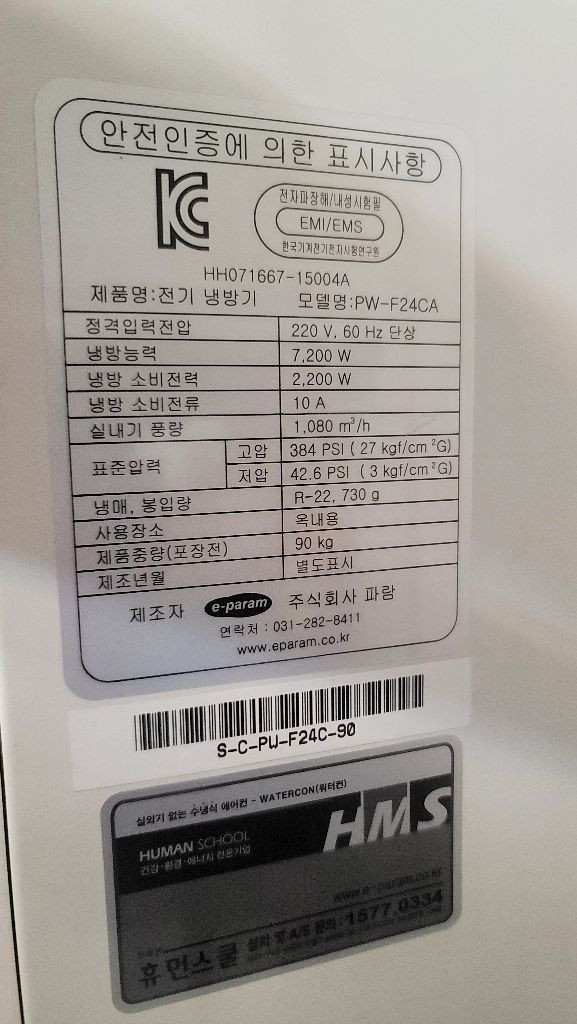 안전인증에 의한 표시사항
전자파장해/내성시험필
EMI/EMS
한국기계전기전자시험연구원
HH071667-15004A
제품명:전기 냉방기 모델명:PW-F24CA
정격입력전압 220 V, 60 Hz 단상
냉방능력 7,200 W
냉방 소비전력 2,200 W
냉방 소비전류 10 A
실내기 풍량 1,080 m³/h
표준압력 고압 384 PSI ( 27 kgf/cm²G)
저압 42.6 PSI ( 3 kgf/cm²G)
냉매, 봉입량 R-22, 730 g
사용장소 옥내용
제품중량(포장전) 90 kg
제조년월 별도표시
제조자 e-param 주식회사 파람
연락처 : 031-282-8411
www.eparam.co.kr
S-C-PW-F24C-90
실외기 없는 수냉식 에어컨 - WATERCON(워터컨)
HMS
HUMAN SCHOOL
건강·환경·에너지 전문기업
www.e-param.co.kr
휴먼스쿨 설치 및 A/S 문의 : 1577.0334